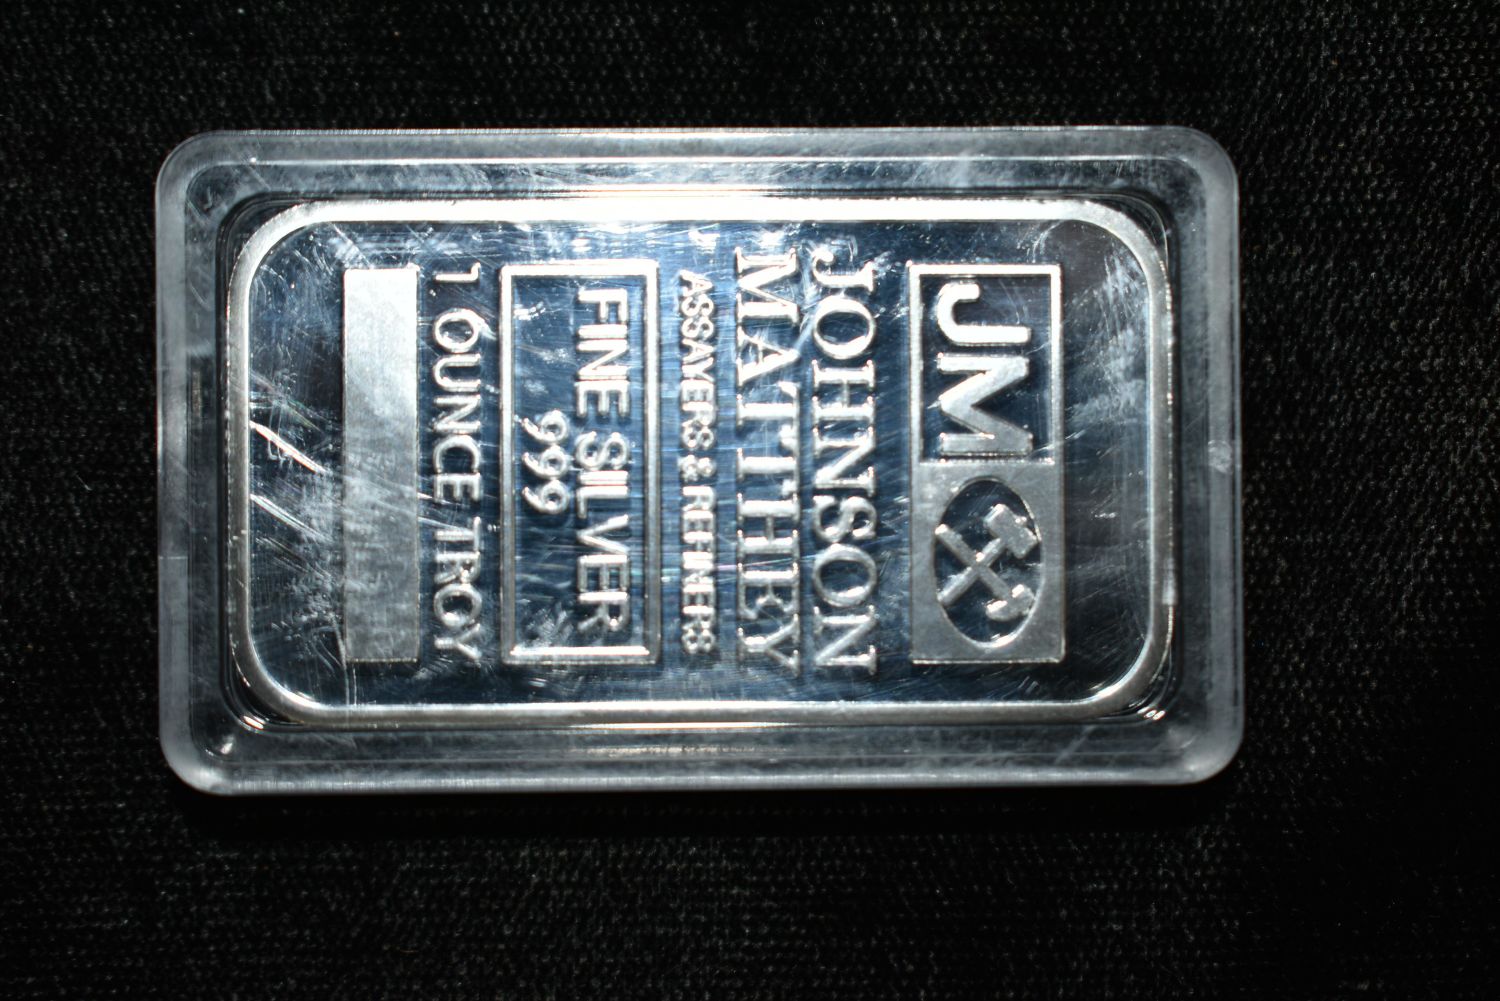 JM
JOHNSON
MATTHEY
ASSAYERS & REFINERS
FINE SILVER
999
1 OUNCE TROY